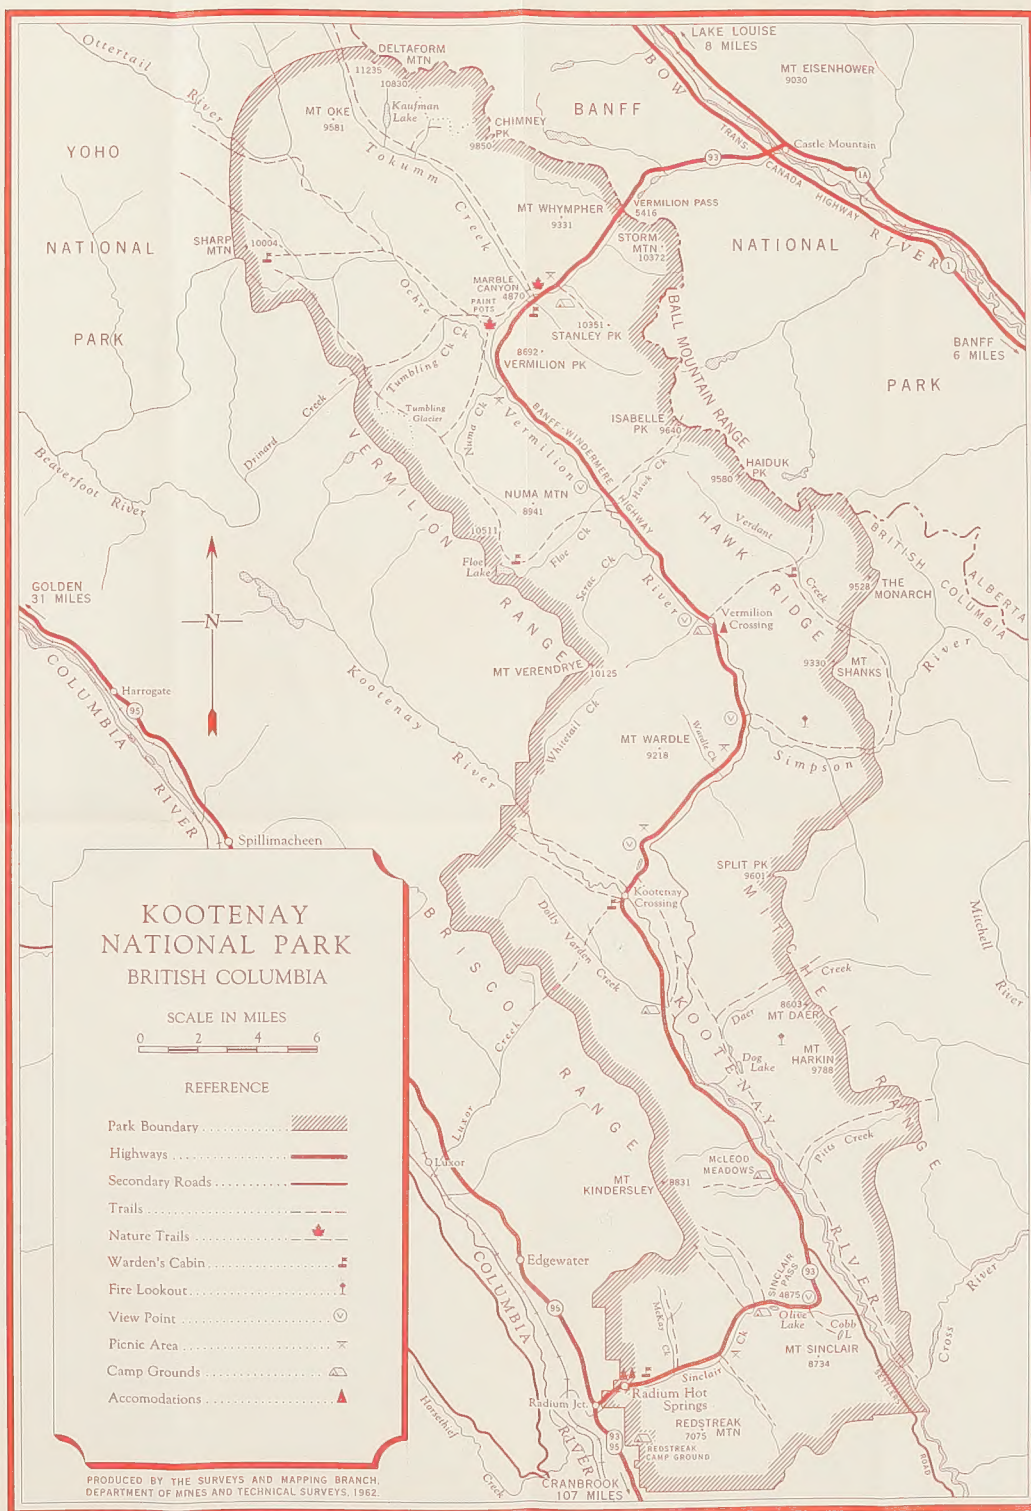 LAKE LOUISE
8 MILES
Ottertail
River
DELTAFORM
MTN
11235
10830
Kaufman
Lake
MT OKE
9581
CHIMNEY
PK
9850
BANFF
BOW
MT EISENHOWER
9030
Castle Mountain
93
1A
TRANS-
CANADA HIGHWAY
RIVER
1
YOHO
NATIONAL
PARK
Tokumm
Creek
MT WHYMPHER
9331
VERMILION PASS
5416
STORM
MTN
10372
NATIONAL
PARK
BANFF
6 MILES
SHARP
MTN
10004
MARBLE
CANYON
4870
PAINT
POTS
Ochre
Ck
10351
STANLEY PK
8692
VERMILION PK
BALL MOUNTAIN RANGE
Tumbling Ck
Tumbling
Glacier
Drinard
Creek
Numa Ck
Vermilion
V
River
BANFF-WINDERMERE HIGHWAY
ISABELLE
PK
9640
HAIDUK
PK
9580
Hawk Ck
Beaverfoot River
VERMILION RANGE
NUMA MTN
8941
10511
Floe
Lake
Floe Ck
Serac Ck
HAWK RIDGE
Verdant
Creek
BRITISH COLUMBIA
ALBERTA
9528
THE
MONARCH
GOLDEN
31 MILES
N
V
Vermilion
Crossing
9330
MT
SHANKS
River
Simpson
MT VERENDRYE
10125
Kootenay
River
Harrogate
95
COLUMBIA
RIVER
Whitetail Ck
MT WARDLE
9218
Wardle Ck
V
Spillimacheen
V
SPLIT PK
9601
Kootenay
Crossing
MITCHELL RANGE
Mitchell
River
KOOTENAY
NATIONAL PARK
BRITISH COLUMBIA
SCALE IN MILES
0 2 4 6
REFERENCE
Park Boundary
Highways
Secondary Roads
Trails
Nature Trails
Warden's Cabin
Fire Lookout
View Point V
Picnic Area
Camp Grounds
Accomodations
BRISCO RANGE
Dolly
Varden Creek
KOOTENAY
RIVER
Daer
Creek
8603
MT DAER
Dog
Lake
MT
HARKIN
9788
Pitts Creek
Luxor
Creek
Luxor
McLEOD
MEADOWS
MT
KINDERSLEY
8831
Edgewater
COLUMBIA
RIVER
95
SINCLAIR
PASS
4875
93
V
Olive
Lake
Cobb
L
MT SINCLAIR
8734
Cross
River
McKay Ck
Sinclair
Ck
Radium Hot
Springs
Radium Jct.
93
95
REDSTREAK
MTN
7075
REDSTREAK
CAMP GROUND
SETTLERS
ROAD
Horsethief
Creek
CRANBROOK
107 MILES
PRODUCED BY THE SURVEYS AND MAPPING BRANCH,
DEPARTMENT OF MINES AND TECHNICAL SURVEYS, 1962.